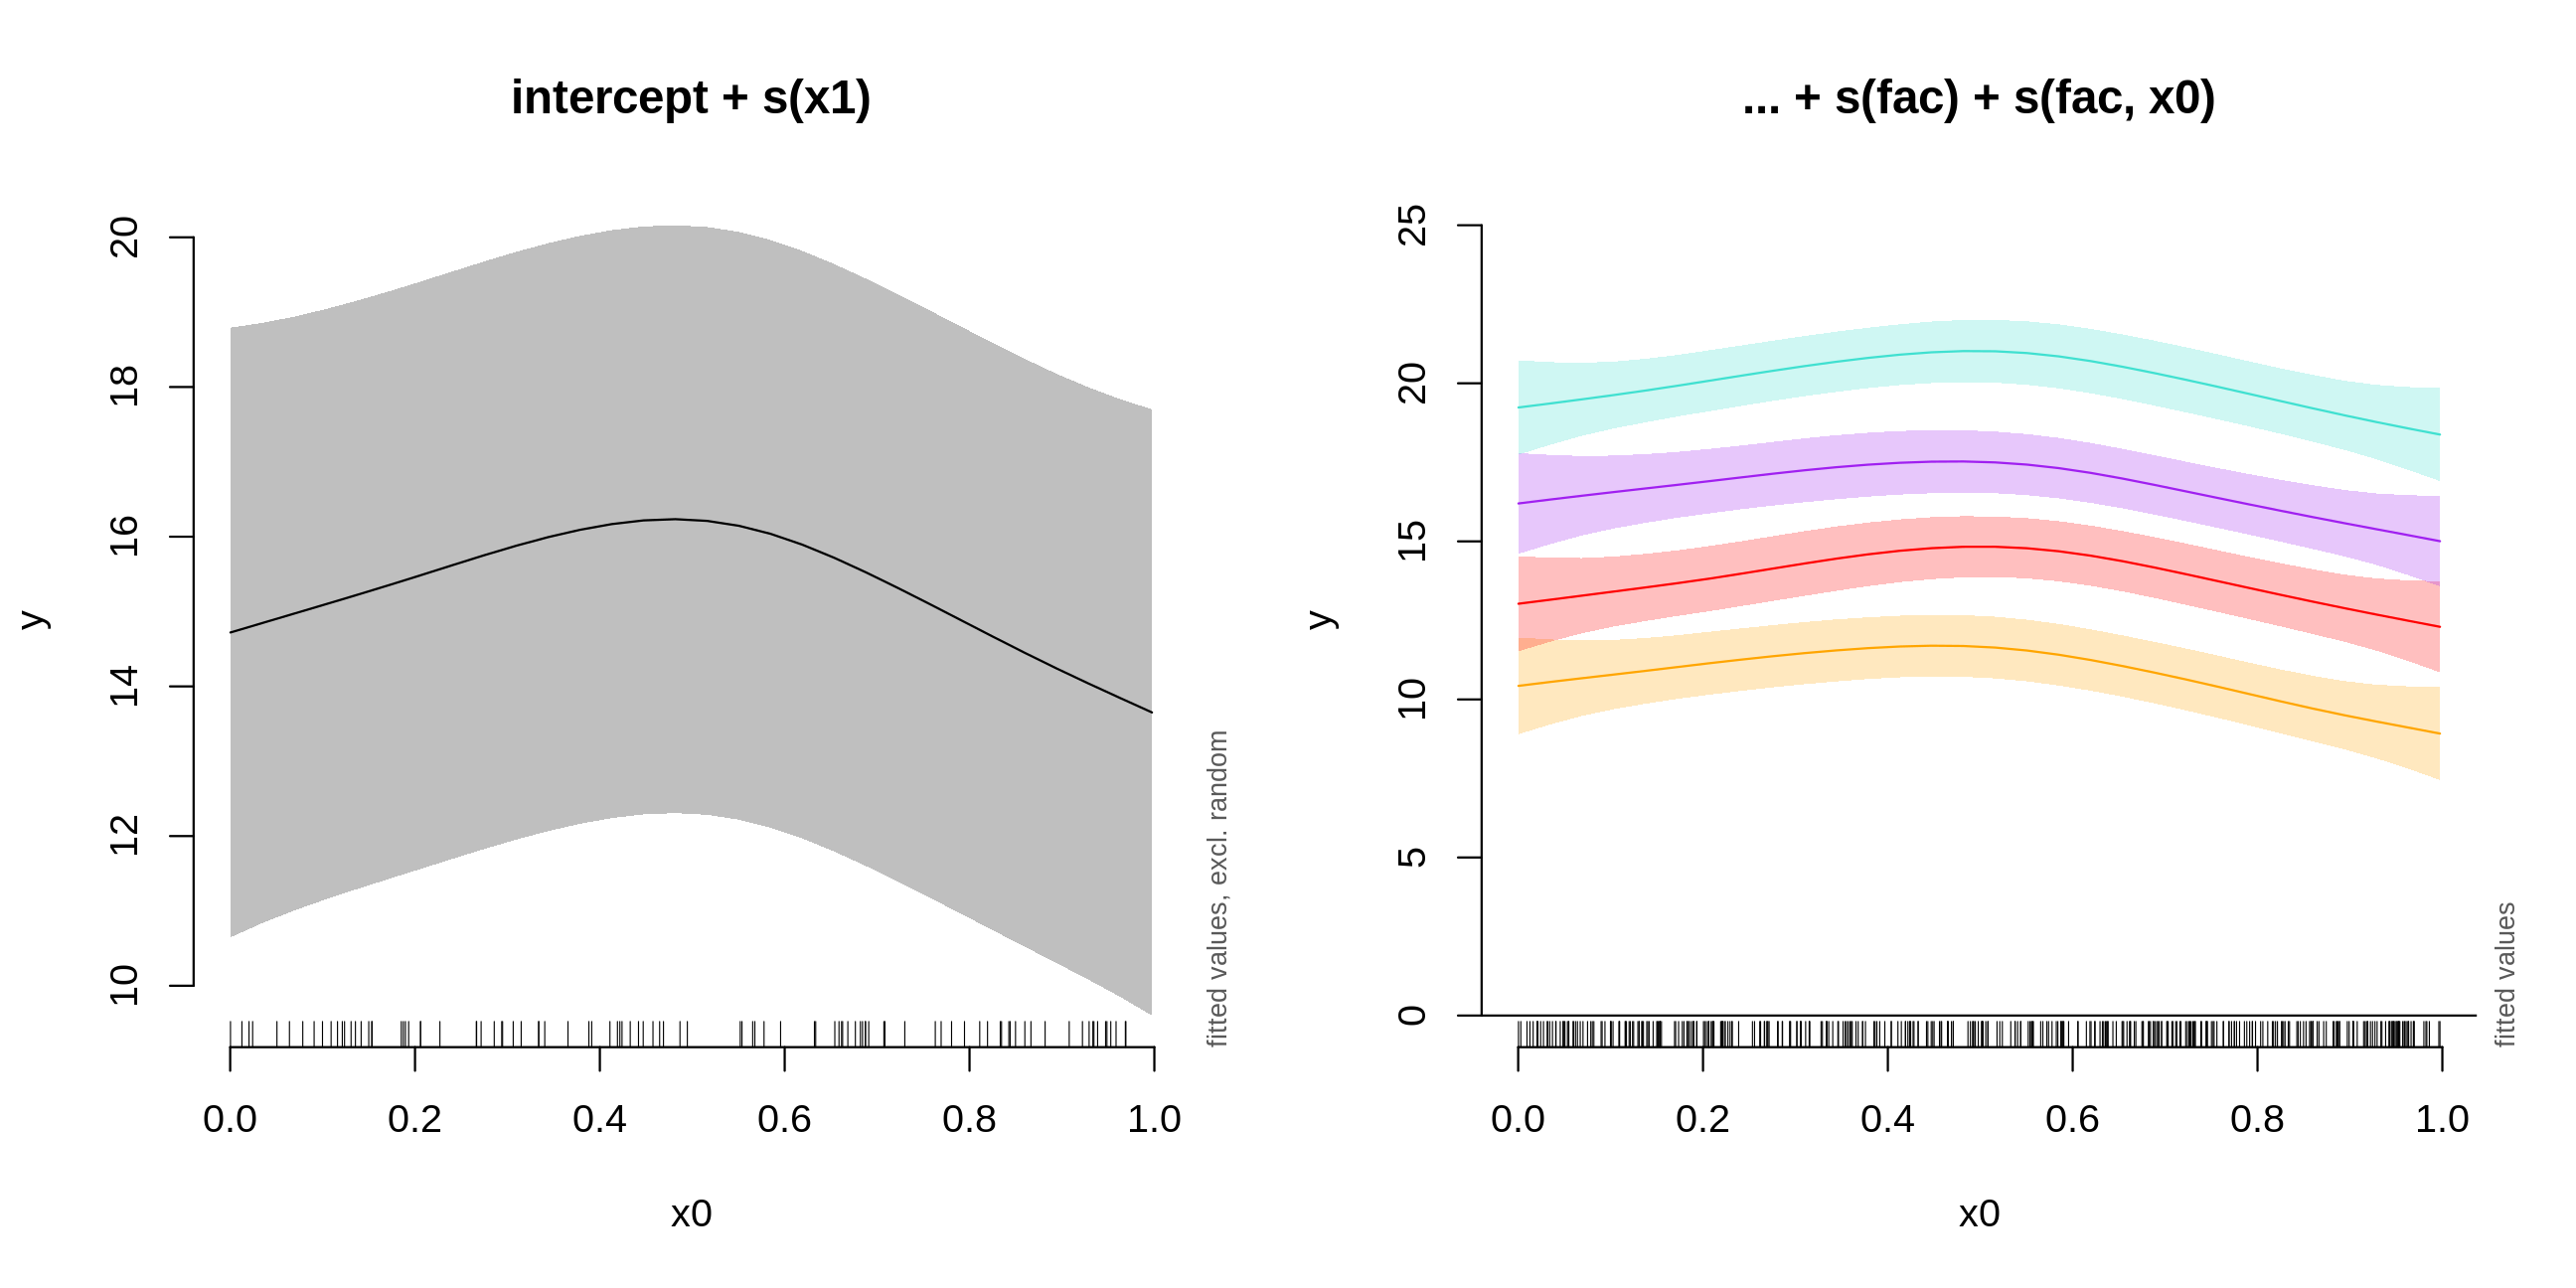 intercept + s(x1)
20
18
16
14
12
10
y
0.0 0.2 0.4 0.6 0.8 1.0
x0
fitted values, excl. random
... + s(fac) + s(fac, x0)
25
20
15
10
5
0
y
0.0 0.2 0.4 0.6 0.8 1.0
x0
fitted values